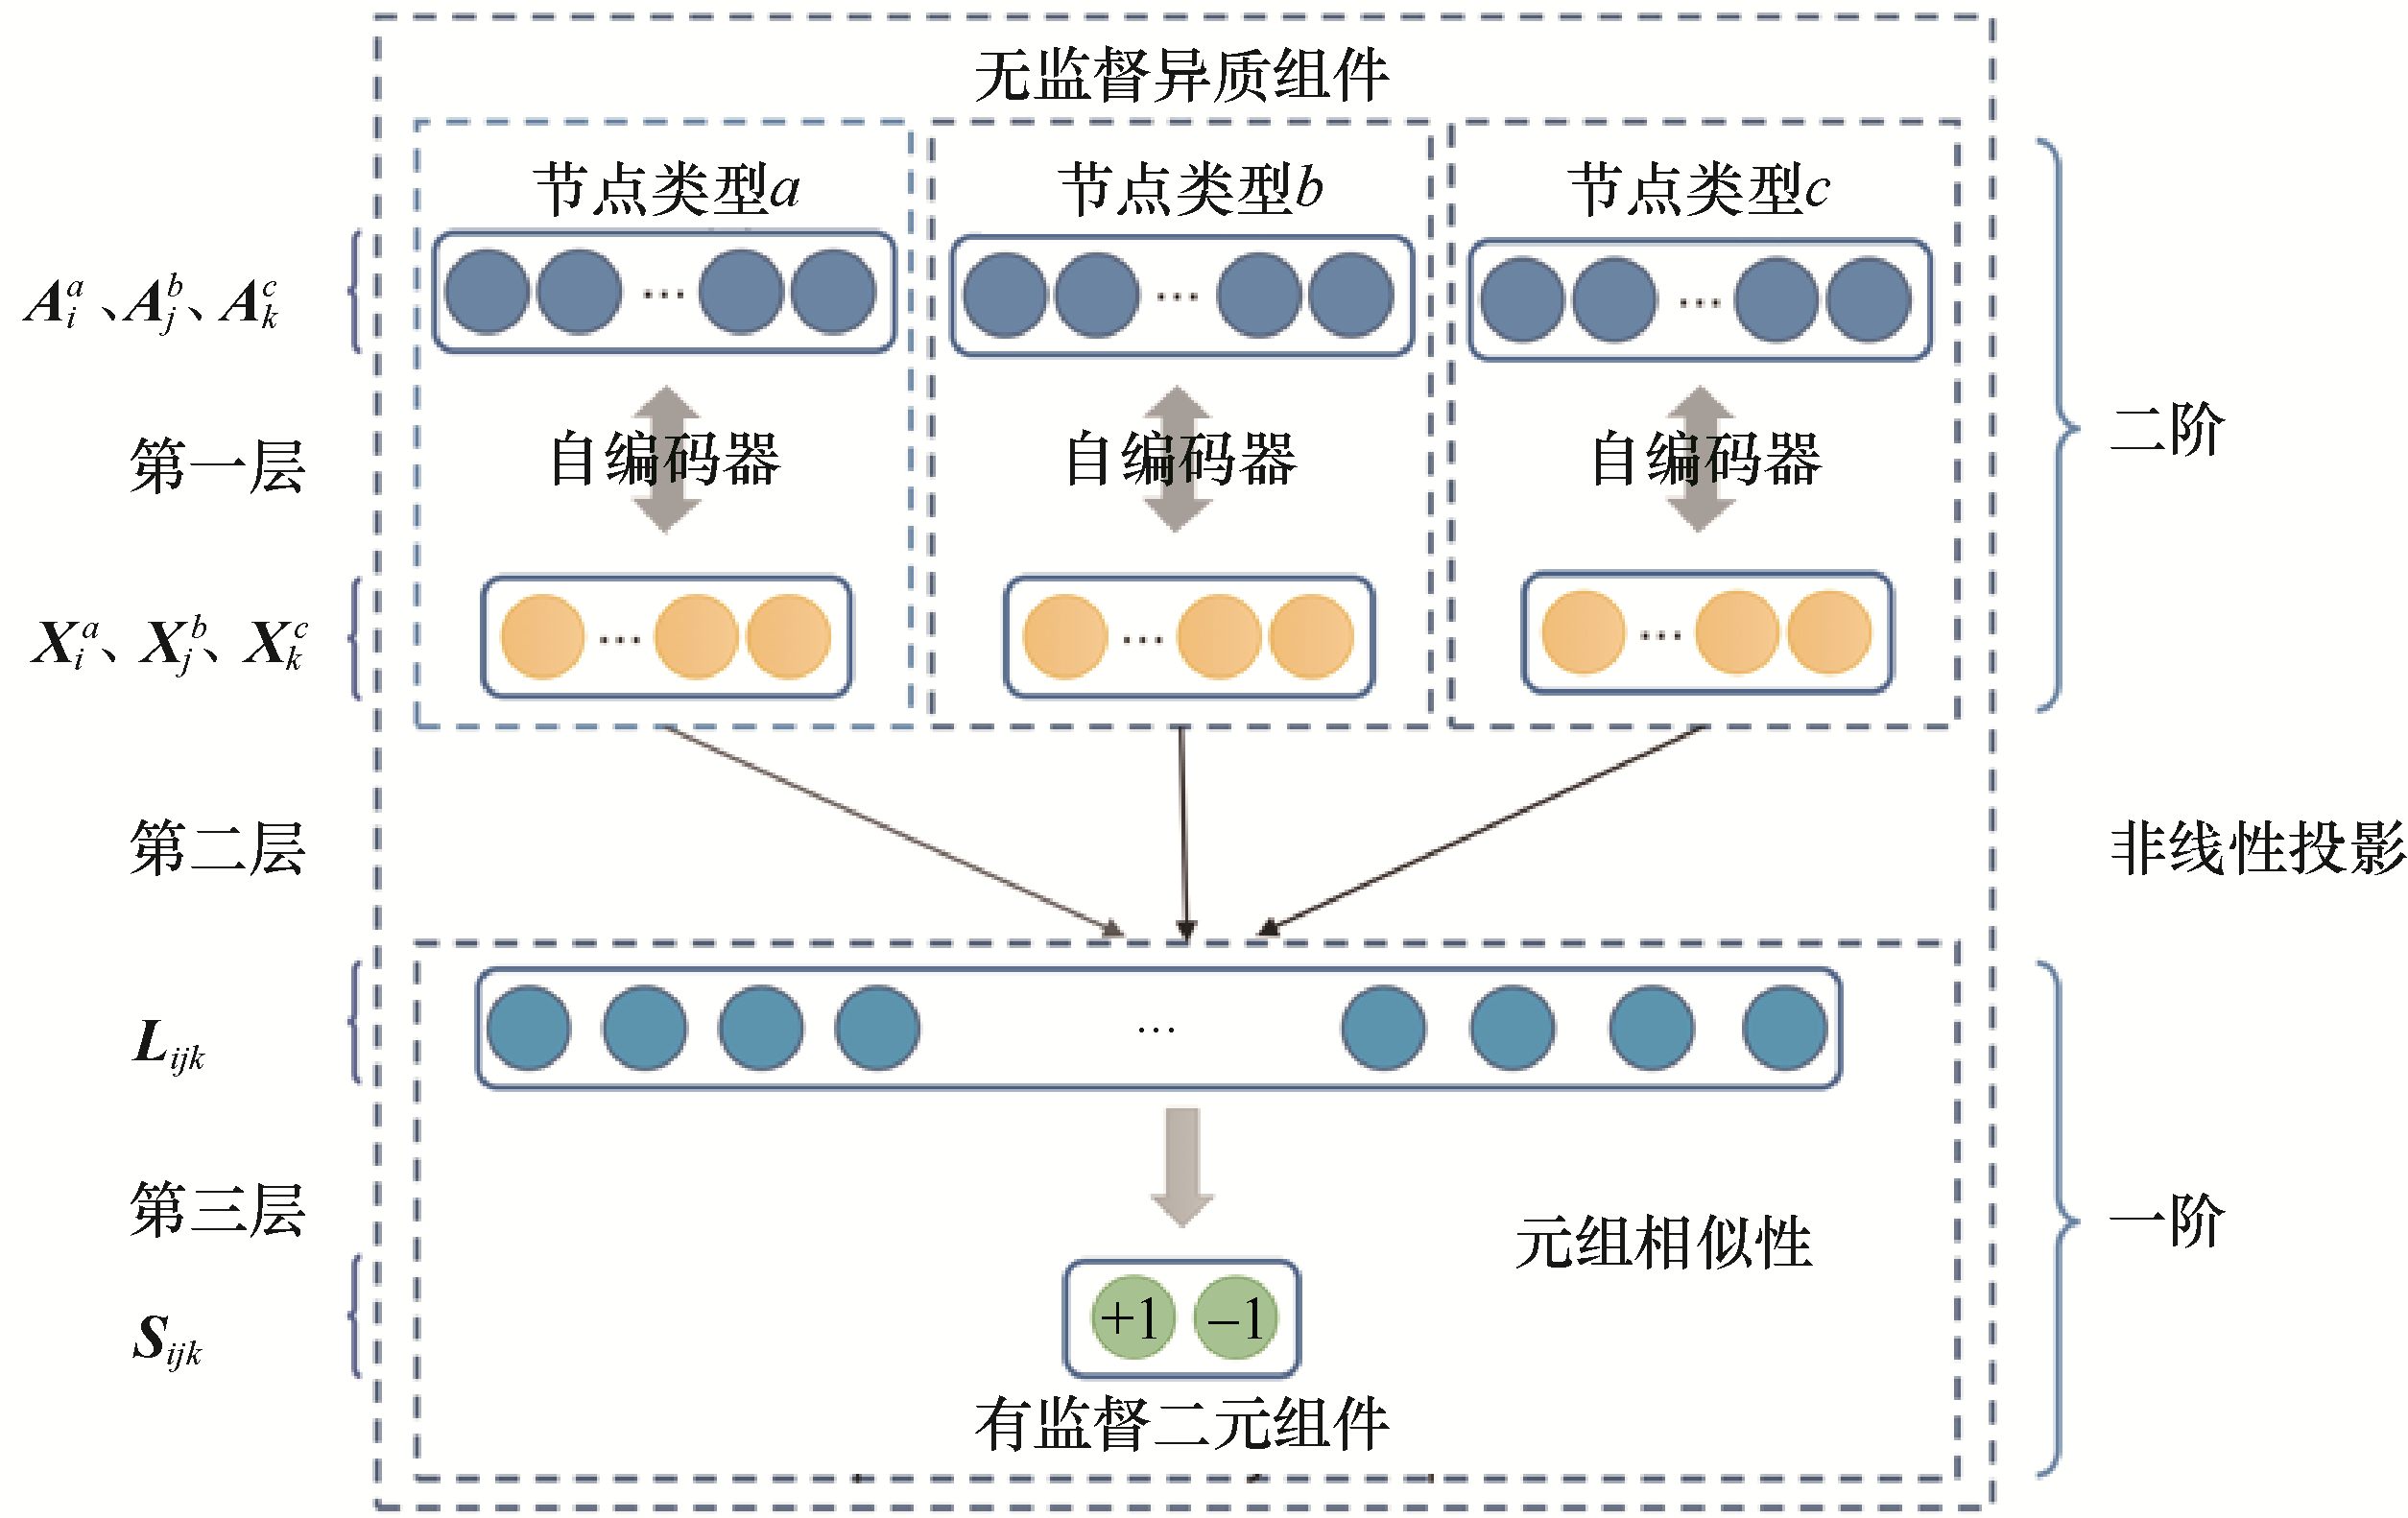 无监督异质组件
节点类型a 节点类型b 节点类型c
A_i^a、A_j^b、A_k^c … … …
第一层 自编码器 自编码器 自编码器 二阶
X_i^a、X_j^b、X_k^c … … …
第二层 非线性投影
L_ijk …
第三层 元组相似性 一阶
S_ijk +1 −1
有监督二元组件